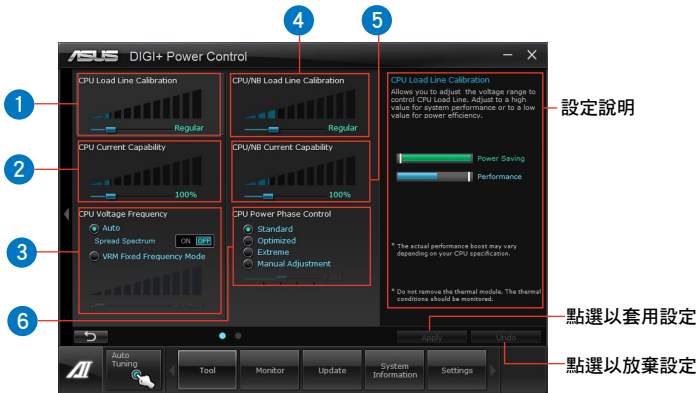 4
5
ASUS DIGI+ Power Control
CPU Load Line Calibration
Regular
1
CPU/NB Load Line Calibration
Regular
CPU Load Line Calibration
Allows you to adjust the voltage range to
control CPU Load Line. Adjust to a high
value for system performance or to a low
value for power efficiency.
設定說明
Power Saving
Performance
* The actual performance boost may vary
depending on your CPU specification.
* Do not remove the thermal module. The thermal
conditions should be monitored.
2
CPU Current Capability
100%
CPU/NB Current Capability
100%
3
CPU Voltage Frequency
Auto
Spread Spectrum
ON OFF
VRM Fixed Frequency Mode
CPU Power Phase Control
Standard
Optimized
Extreme
Manual Adjustment
6
Apply
Undo
點選以套用設定
點選以放棄設定
Auto
Tuning
Tool
Monitor
Update
System
Information
Settings